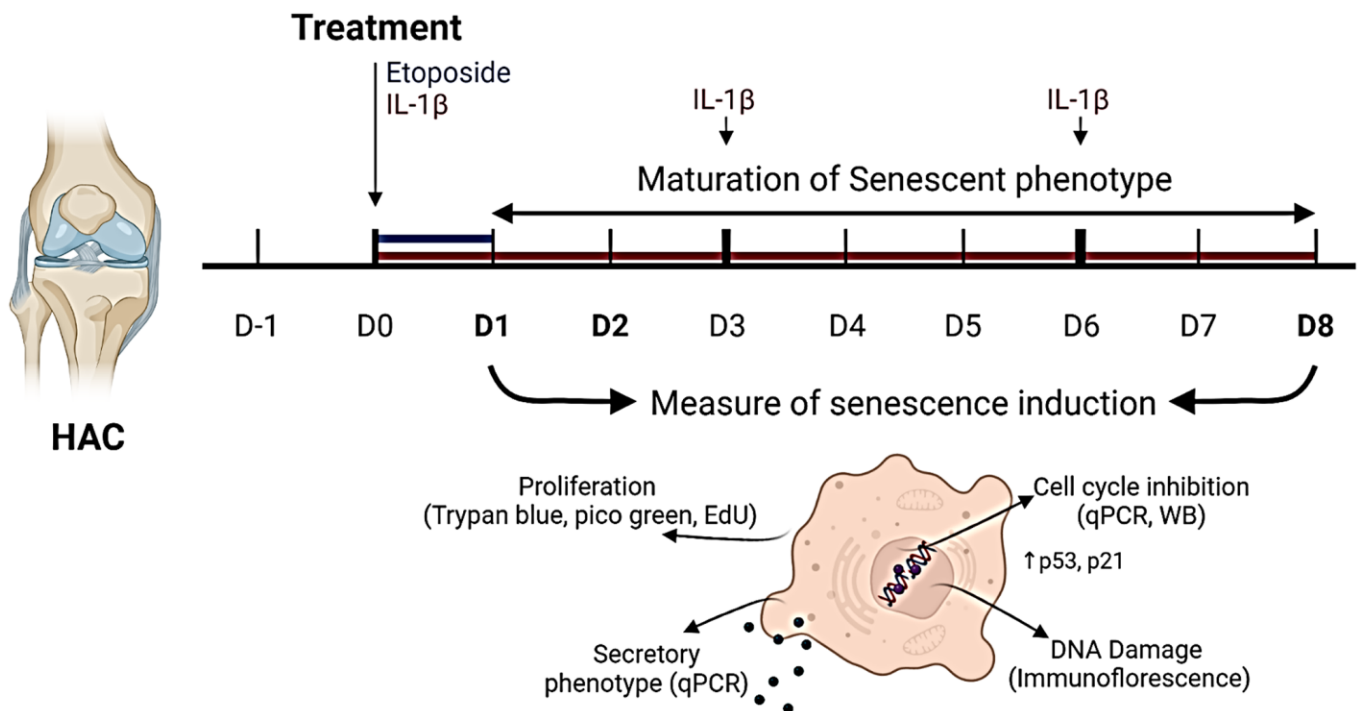 Treatment
Etoposide
IL-1β
IL-1β
IL-1β
Maturation of Senescent phenotype
D-1 D0 D1 D2 D3 D4 D5 D6 D7 D8
Measure of senescence induction
HAC
Proliferation
(Trypan blue, pico green, EdU)
Cell cycle inhibition
(qPCR, WB)
↑p53, p21
Secretory
phenotype (qPCR)
DNA Damage
(Immunoflorescence)